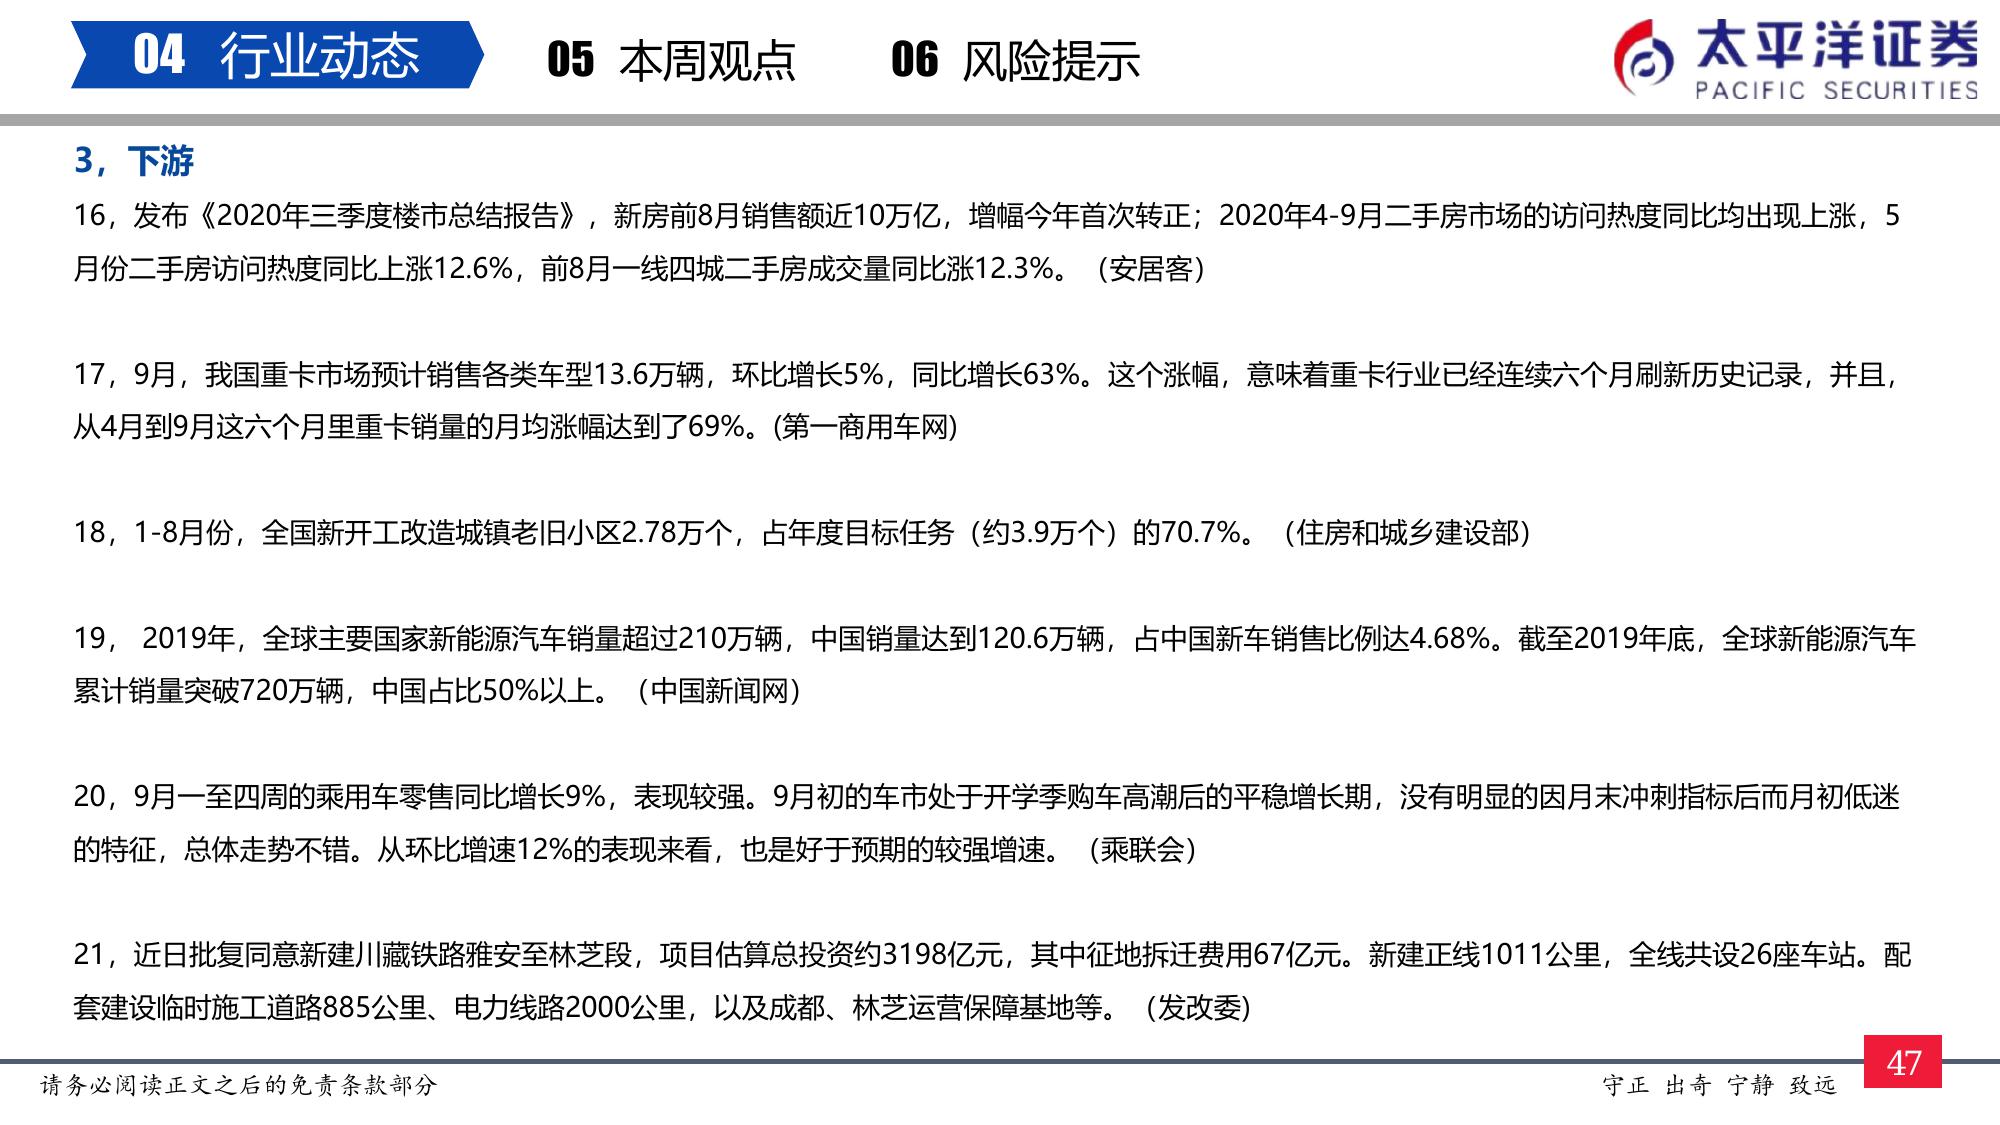 04 行业动态 05 本周观点 06 风险提示
太平洋证券
PACIFIC SECURITIES
3，下游
16，发布《2020年三季度楼市总结报告》，新房前8月销售额近10万亿，增幅今年首次转正；2020年4-9月二手房市场的访问热度同比均出现上涨，5
月份二手房访问热度同比上涨12.6%，前8月一线四城二手房成交量同比涨12.3%。（安居客）
17，9月，我国重卡市场预计销售各类车型13.6万辆，环比增长5%，同比增长63%。这个涨幅，意味着重卡行业已经连续六个月刷新历史记录，并且，
从4月到9月这六个月里重卡销量的月均涨幅达到了69%。(第一商用车网)
18，1-8月份，全国新开工改造城镇老旧小区2.78万个，占年度目标任务（约3.9万个）的70.7%。（住房和城乡建设部）
19， 2019年，全球主要国家新能源汽车销量超过210万辆，中国销量达到120.6万辆，占中国新车销售比例达4.68%。截至2019年底，全球新能源汽车
累计销量突破720万辆，中国占比50%以上。（中国新闻网）
20，9月一至四周的乘用车零售同比增长9%，表现较强。9月初的车市处于开学季购车高潮后的平稳增长期，没有明显的因月末冲刺指标后而月初低迷
的特征，总体走势不错。从环比增速12%的表现来看，也是好于预期的较强增速。（乘联会）
21，近日批复同意新建川藏铁路雅安至林芝段，项目估算总投资约3198亿元，其中征地拆迁费用67亿元。新建正线1011公里，全线共设26座车站。配
套建设临时施工道路885公里、电力线路2000公里，以及成都、林芝运营保障基地等。（发改委)
47
请务必阅读正文之后的免责条款部分
守正 出奇 宁静 致远